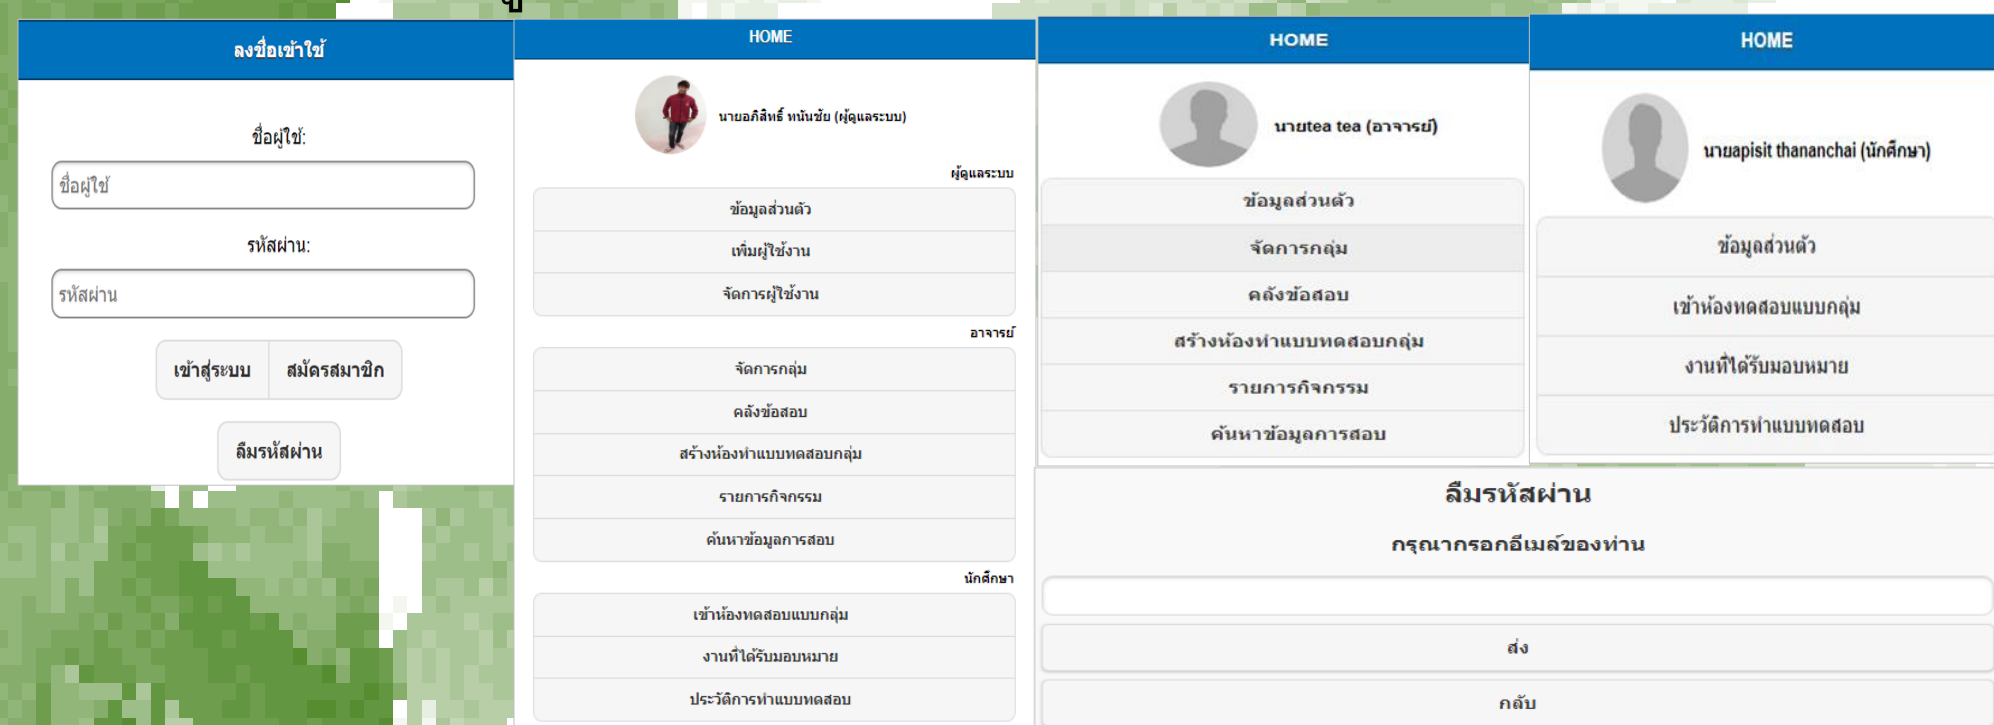 ลงชื่อเข้าใช้
ชื่อผู้ใช้:
ชื่อผู้ใช้
รหัสผ่าน:
รหัสผ่าน
เข้าสู่ระบบ สมัครสมาชิก
ลืมรหัสผ่าน
HOME
นายอภิสิทธิ์ ทนันชัย (ผู้ดูแลระบบ)
ผู้ดูแลระบบ
ข้อมูลส่วนตัว
เพิ่มผู้ใช้งาน
จัดการผู้ใช้งาน
อาจารย์
จัดการกลุ่ม
คลังข้อสอบ
สร้างห้องทำแบบทดสอบกลุ่ม
รายการกิจกรรม
ค้นหาข้อมูลการสอบ
นักศึกษา
เข้าห้องทดสอบแบบกลุ่ม
งานที่ได้รับมอบหมาย
ประวัติการทำแบบทดสอบ
HOME
นายtea tea (อาจารย์)
ข้อมูลส่วนตัว
จัดการกลุ่ม
คลังข้อสอบ
สร้างห้องทำแบบทดสอบกลุ่ม
รายการกิจกรรม
ค้นหาข้อมูลการสอบ
HOME
นายapisit thananchai (นักศึกษา)
ข้อมูลส่วนตัว
เข้าห้องทดสอบแบบกลุ่ม
งานที่ได้รับมอบหมาย
ประวัติการทำแบบทดสอบ
ลืมรหัสผ่าน
กรุณากรอกอีเมล์ของท่าน
ส่ง
กลับ